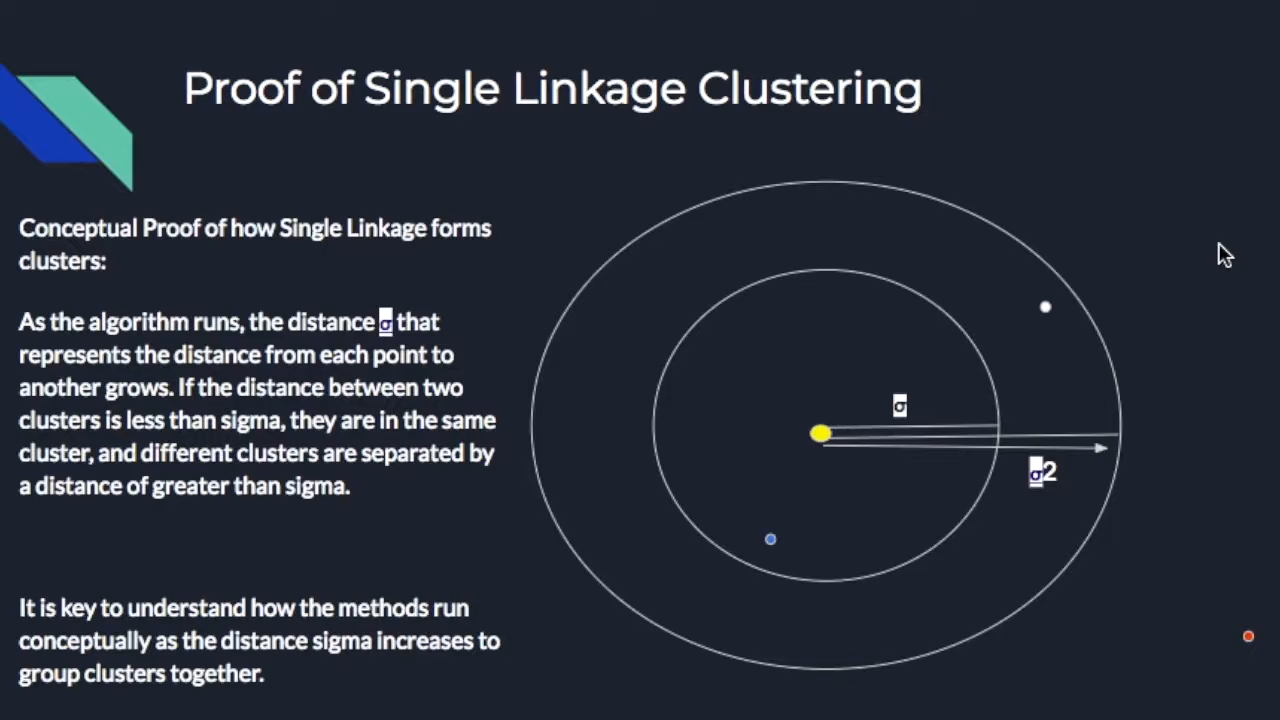 Proof of Single Linkage Clustering
Conceptual Proof of how Single Linkage forms
clusters:
As the algorithm runs, the distance σ that
represents the distance from each point to
another grows. If the distance between two
clusters is less than sigma, they are in the same
cluster, and different clusters are separated by
a distance of greater than sigma.
It is key to understand how the methods run
conceptually as the distance sigma increases to
group clusters together.
σ
σ2